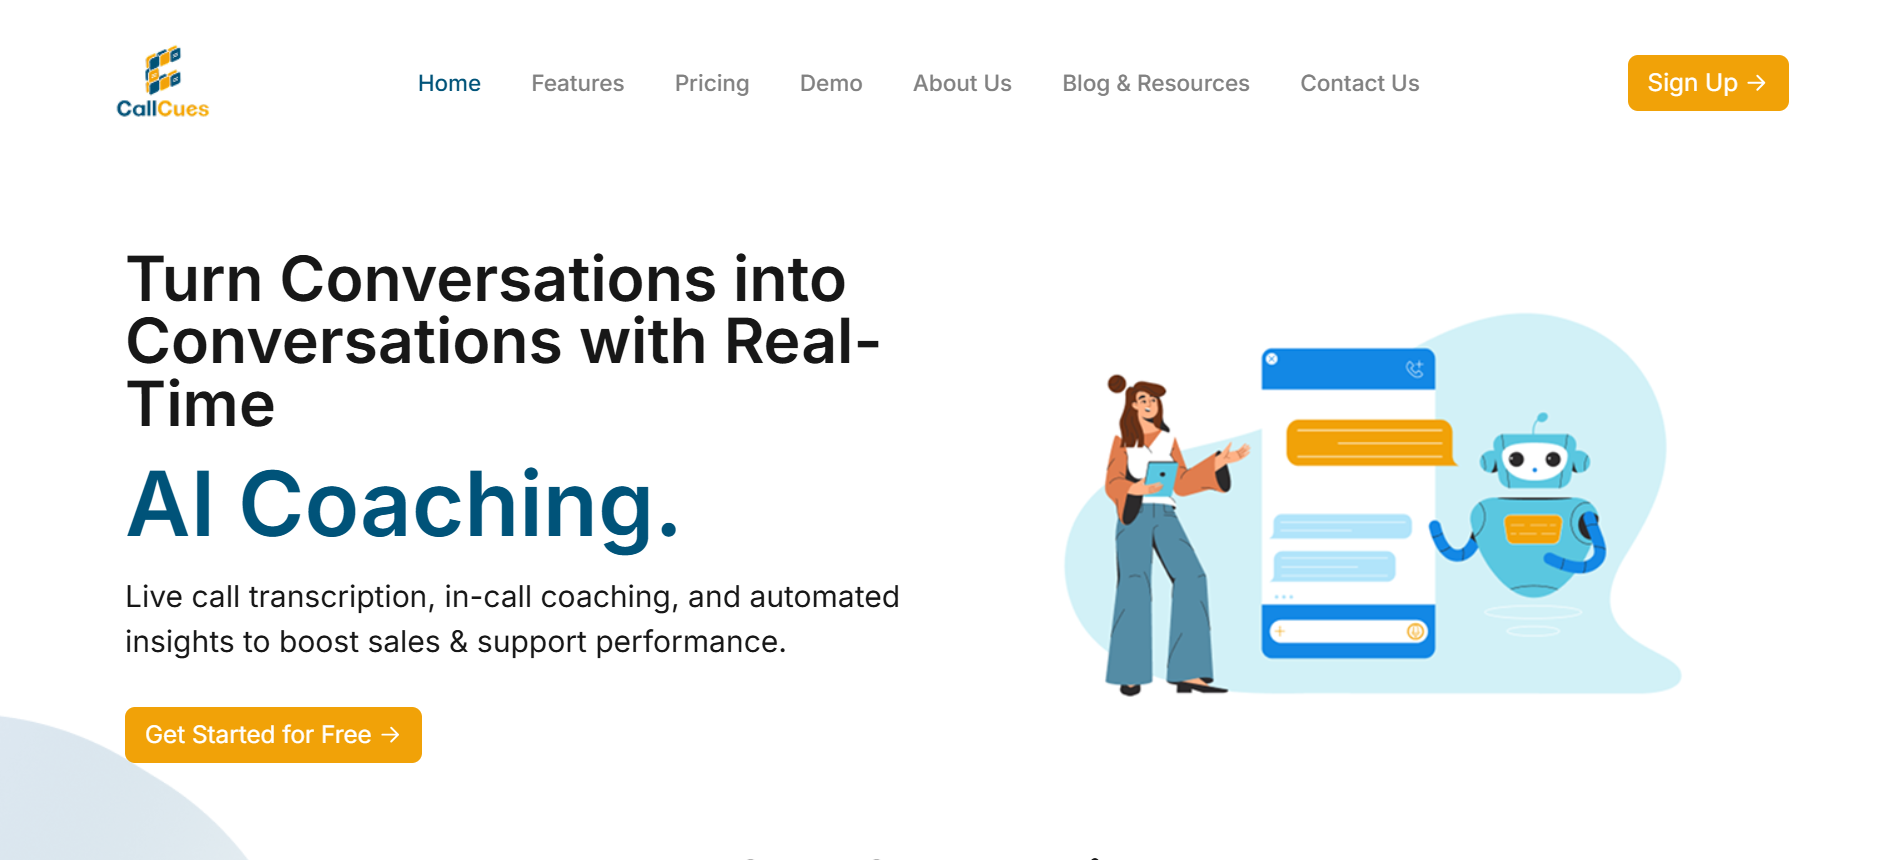 CallCues
Home Features Pricing Demo About Us Blog & Resources Contact Us
Sign Up →
Turn Conversations into
Conversations with Real-
Time
AI Coaching.
Live call transcription, in-call coaching, and automated
insights to boost sales & support performance.
Get Started for Free →